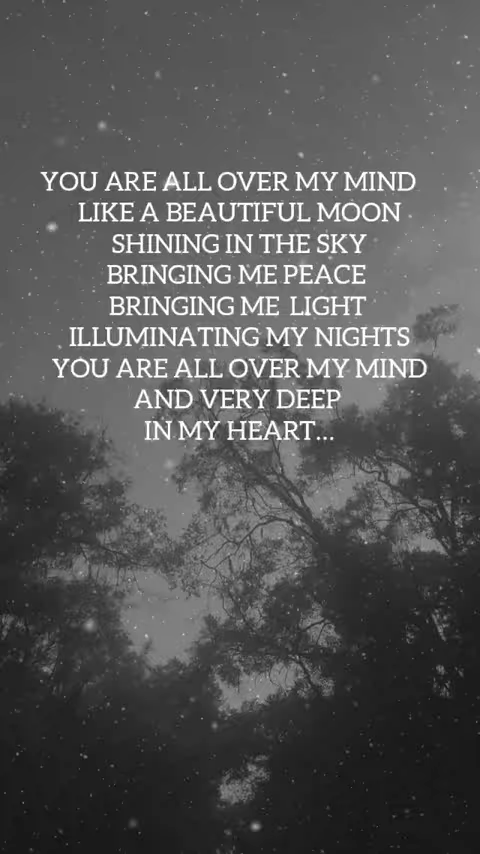 YOU ARE ALL OVER MY MIND
LIKE A BEAUTIFUL MOON
SHINING IN THE SKY
BRINGING ME PEACE
BRINGING ME LIGHT
ILLUMINATING MY NIGHTS
YOU ARE ALL OVER MY MIND
AND VERY DEEP
IN MY HEART...